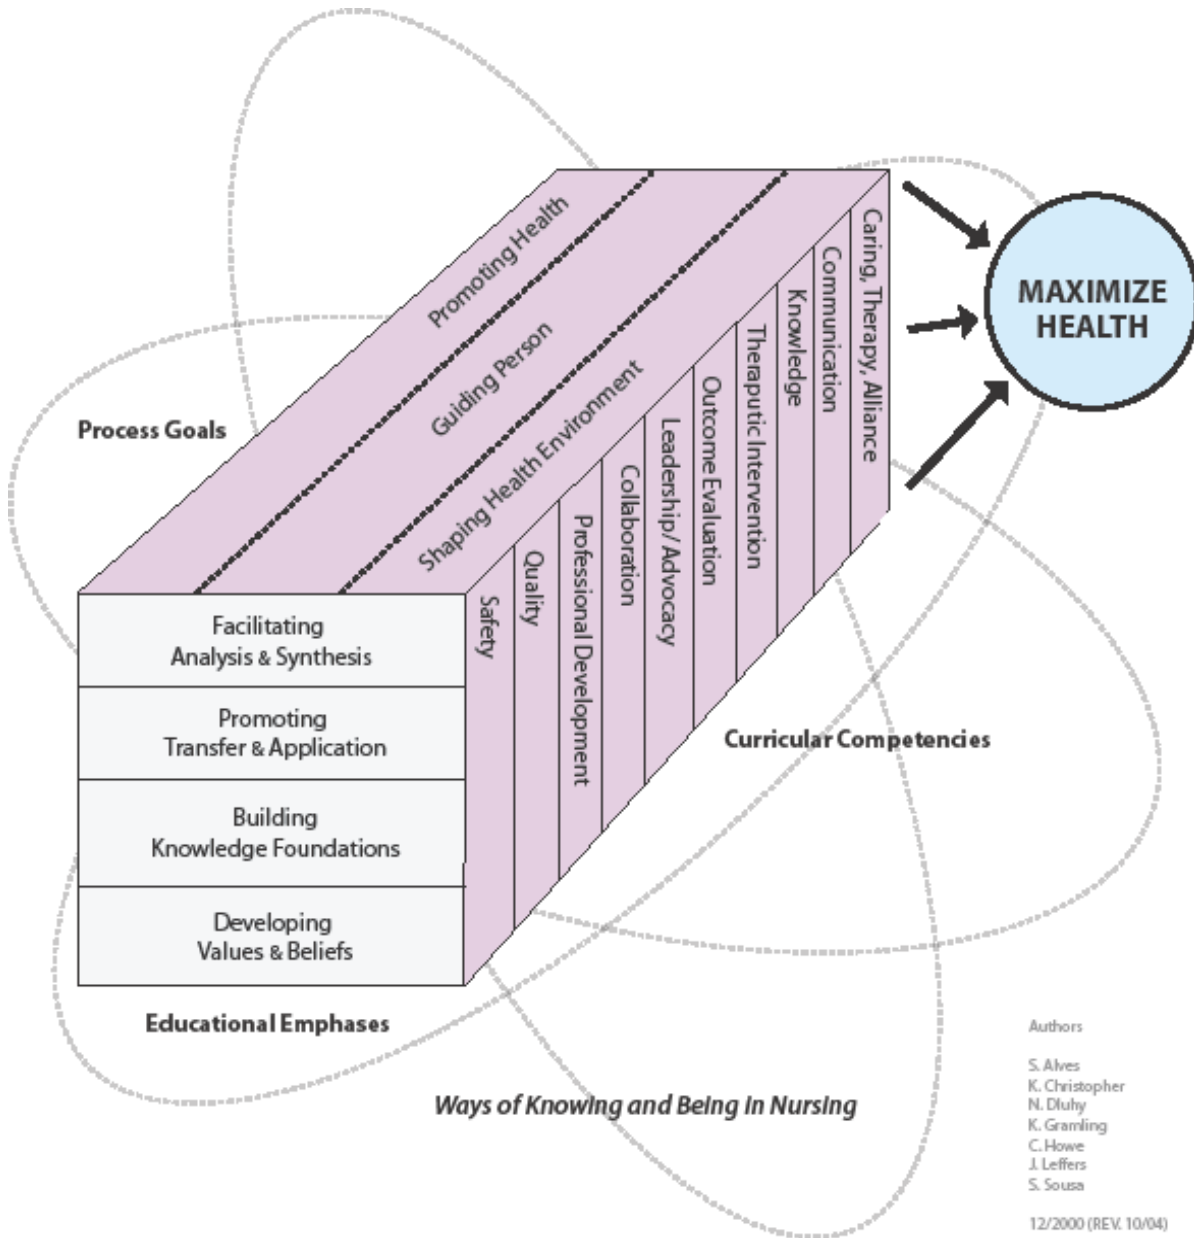 Promoting Health
Guiding Person
Shaping Health Environment
Process Goals
MAXIMIZE
HEALTH
Safety
Quality
Professional Development
Collaboration
Leadership/ Advocacy
Outcome Evaluation
Theraputic Intervention
Knowledge
Communication
Caring, Therapy, Alliance
Facilitating
Analysis & Synthesis
Promoting
Transfer & Application
Building
Knowledge Foundations
Developing
Values & Beliefs
Curricular Competencies
Educational Emphases
Ways of Knowing and Being in Nursing
Authors
S. Alves
K. Christopher
N. Dluhy
K. Gramling
C. Howe
J. Leffers
S. Sousa
12/2000 (REV. 10/04)